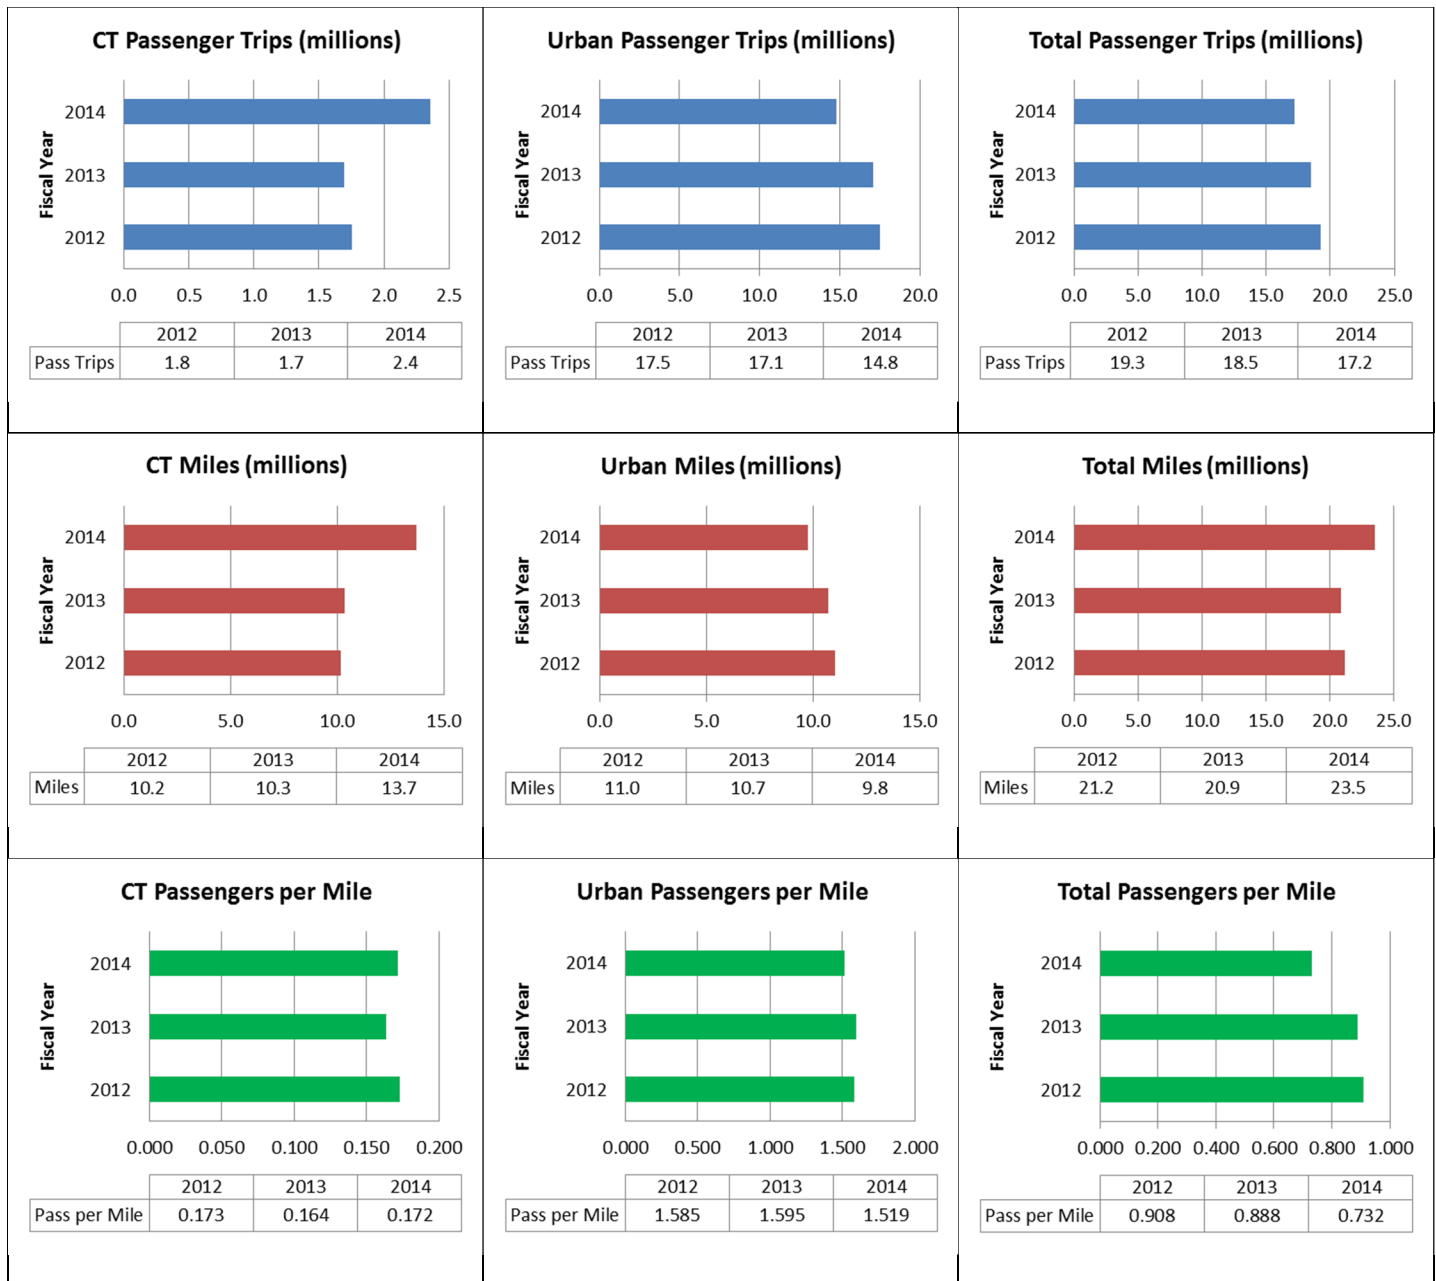 CT Passenger Trips (millions)
Fiscal Year
2014
2013
2012
0.0 0.5 1.0 1.5 2.0 2.5
2012 2013 2014
Pass Trips 1.8 1.7 2.4
Urban Passenger Trips (millions)
Fiscal Year
2014
2013
2012
0.0 5.0 10.0 15.0 20.0
2012 2013 2014
Pass Trips 17.5 17.1 14.8
Total Passenger Trips (millions)
Fiscal Year
2014
2013
2012
0.0 5.0 10.0 15.0 20.0 25.0
2012 2013 2014
Pass Trips 19.3 18.5 17.2
CT Miles (millions)
Fiscal Year
2014
2013
2012
0.0 5.0 10.0 15.0
2012 2013 2014
Miles 10.2 10.3 13.7
Urban Miles (millions)
Fiscal Year
2014
2013
2012
0.0 5.0 10.0 15.0
2012 2013 2014
Miles 11.0 10.7 9.8
Total Miles (millions)
Fiscal Year
2014
2013
2012
0.0 5.0 10.0 15.0 20.0 25.0
2012 2013 2014
Miles 21.2 20.9 23.5
CT Passengers per Mile
Fiscal Year
2014
2013
2012
0.000 0.050 0.100 0.150 0.200
2012 2013 2014
Pass per Mile 0.173 0.164 0.172
Urban Passengers per Mile
Fiscal Year
2014
2013
2012
0.000 0.500 1.000 1.500 2.000
2012 2013 2014
Pass per Mile 1.585 1.595 1.519
Total Passengers per Mile
Fiscal Year
2014
2013
2012
0.000 0.200 0.400 0.600 0.800 1.000
2012 2013 2014
Pass per Mile 0.908 0.888 0.732